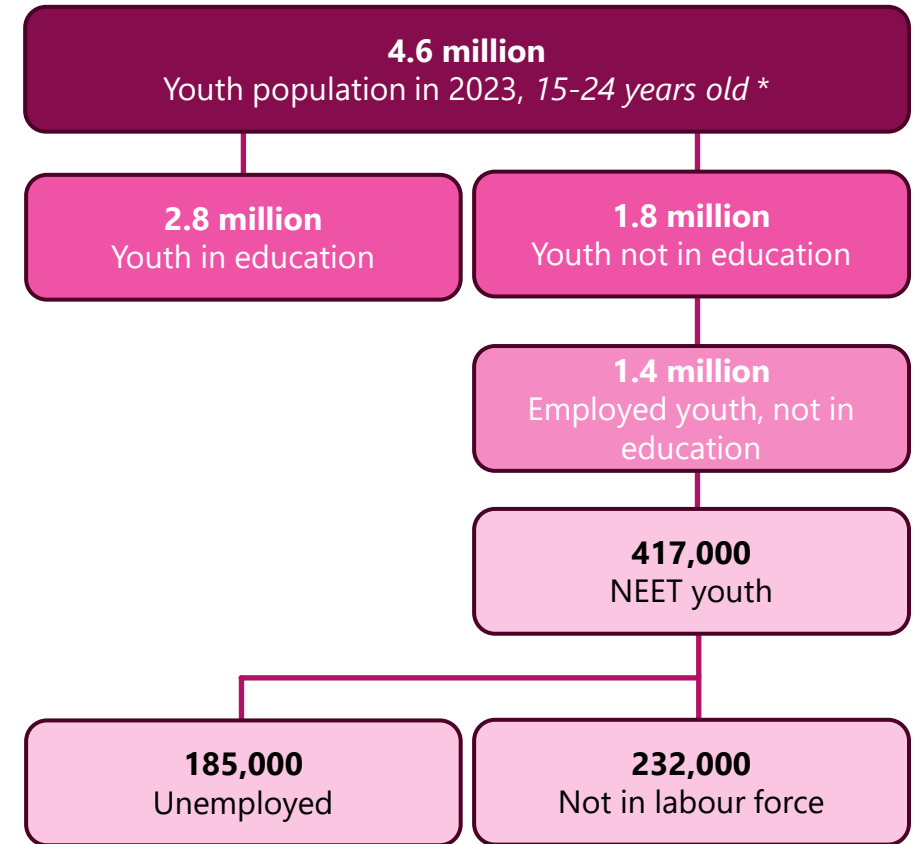 4.6 million
Youth population in 2023, 15-24 years old *
2.8 million
Youth in education
1.8 million
Youth not in education
1.4 million
Employed youth, not in
education
417,000
NEET youth
185,000
Unemployed
232,000
Not in labour force